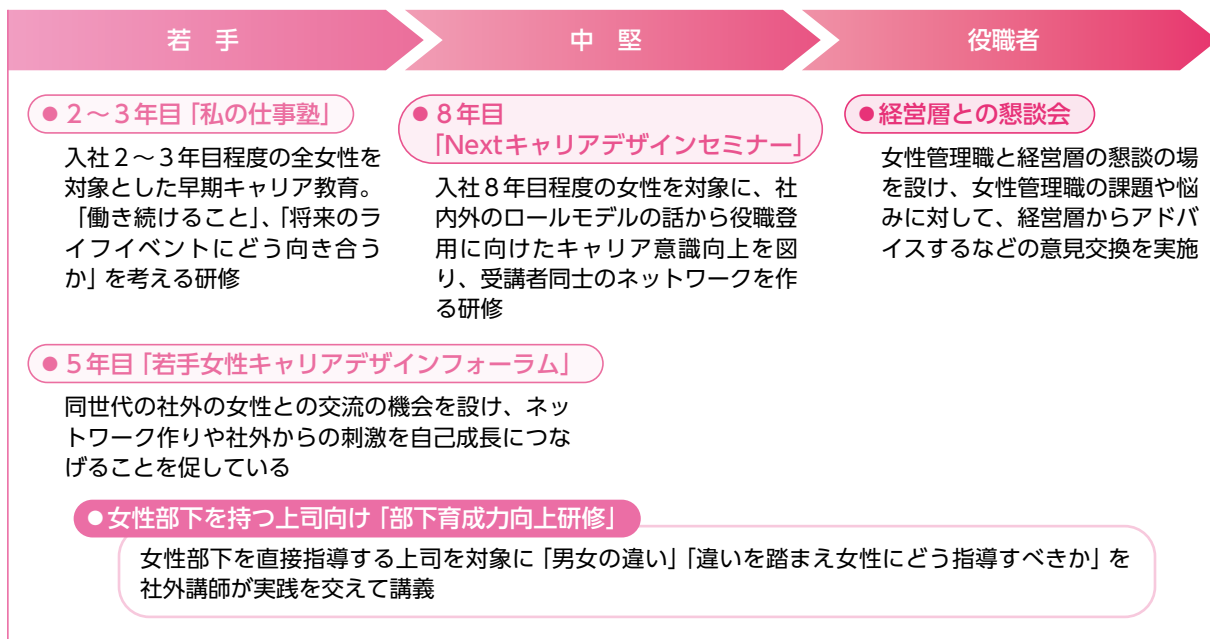 若 手
中 堅
役職者
●2～3年目「私の仕事塾」
入社2～3年目程度の全女性を
対象とした早期キャリア教育。
「働き続けること」、「将来のラ
イフイベントにどう向き合う
か」を考える研修
●8年目
「Nextキャリアデザインセミナー」
入社8年目程度の女性を対象に、社
内外のロールモデルの話から役職登
用に向けたキャリア意識向上を図
り、受講者同士のネットワークを作
る研修
●経営層との懇談会
女性管理職と経営層の懇談の場
を設け、女性管理職の課題や悩
みに対して、経営層からアドバ
イスするなどの意見交換を実施
●5年目「若手女性キャリアデザインフォーラム」
同世代の社外の女性との交流の機会を設け、ネッ
トワーク作りや社外からの刺激を自己成長につな
げることを促している
●女性部下を持つ上司向け「部下育成力向上研修」
女性部下を直接指導する上司を対象に「男女の違い」「違いを踏まえ女性にどう指導すべきか」を
社外講師が実践を交えて講義